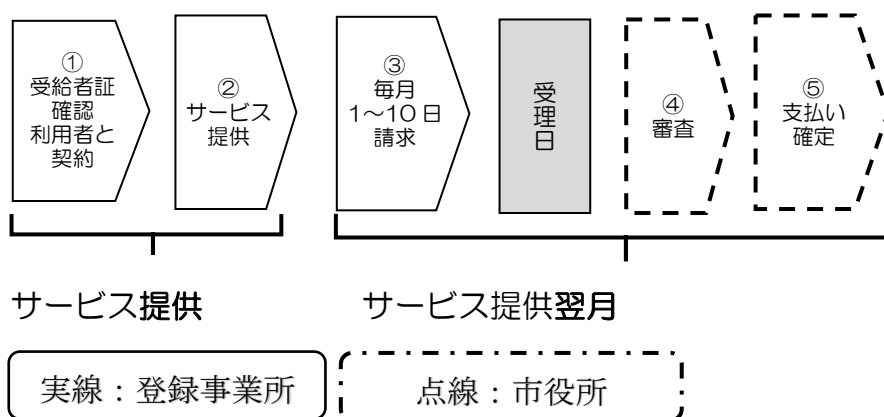 ①
受給者証
確認
利用者と
契約
②
サービス
提供
③
毎月
1~10日
請求
受理日
④
審査
⑤
支払い
確定
サービス提供
サービス提供翌月
実線：登録事業所
点線：市役所